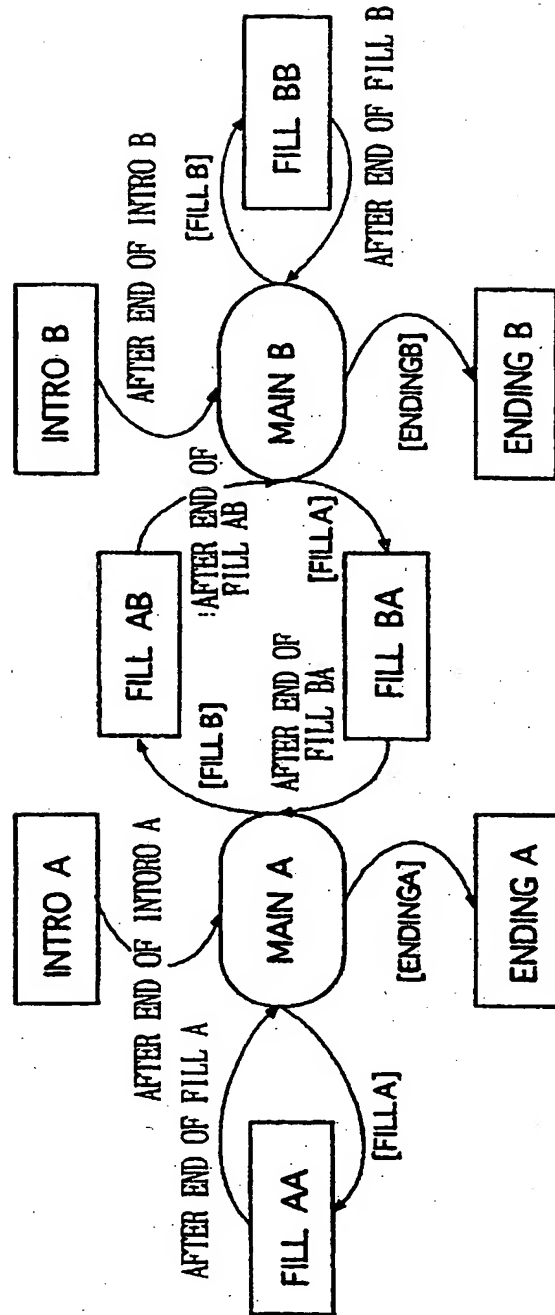 INTRO A
INTRO B
AFTER END OF INTORO A
AFTER END OF INTRO B
FILL AB
[FILL B]
:AFTER END OF
FILL AB
AFTER END OF FILL A
[FILL B]
FILL AA
MAIN A
MAIN B
FILL BB
[FILLA]
AFTER END OF
FILL BA
[FILLA]
AFTER END OF FILL B
FILL BA
[ENDINGA]
[ENDINGB]
ENDING A
ENDING B